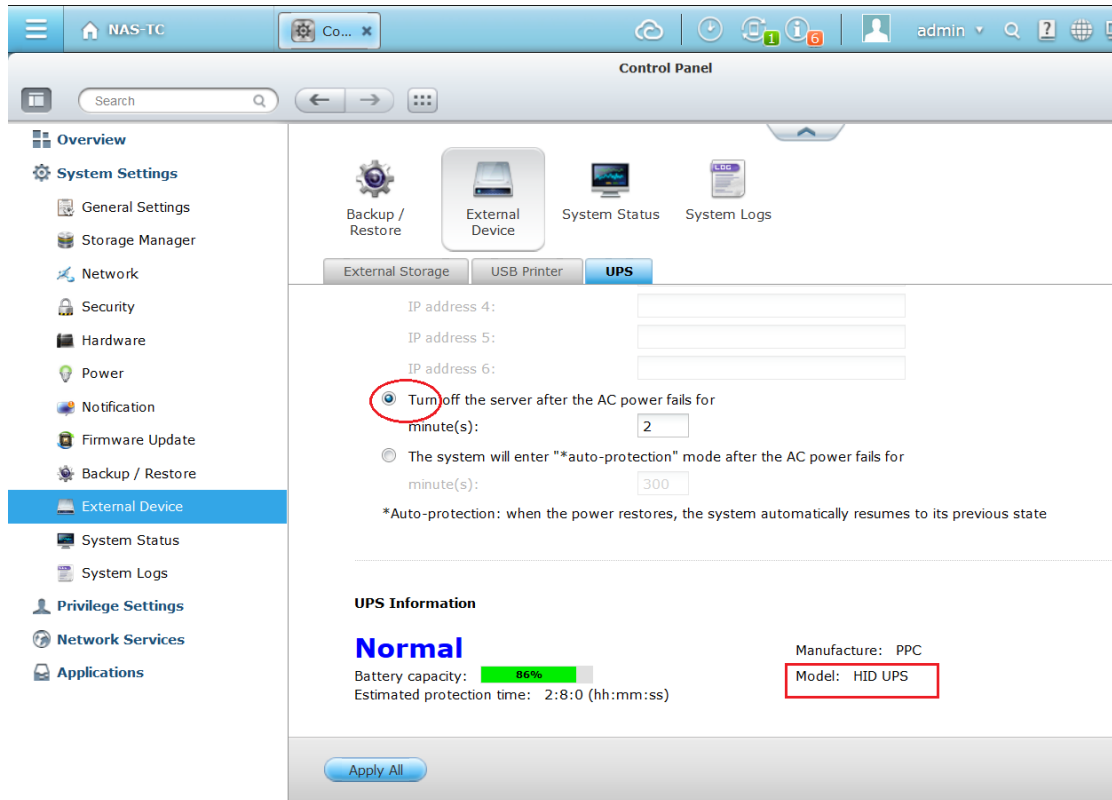 NAS-TC
Co...
1
6
admin
?
Control Panel
Search
Overview
System Settings
General Settings
Storage Manager
Network
Security
Hardware
Power
Notification
Firmware Update
Backup / Restore
External Device
System Status
System Logs
Privilege Settings
Network Services
Applications
Backup /
Restore
External
Device
System Status
LOG
System Logs
External Storage
USB Printer
UPS
IP address 4:
IP address 5:
IP address 6:
Turn off the server after the AC power fails for
minute(s): 2
The system will enter "*auto-protection" mode after the AC power fails for
minute(s): 300
*Auto-protection: when the power restores, the system automatically resumes to its previous state
UPS Information
Normal
Battery capacity: 86%
Estimated protection time: 2:8:0 (hh:mm:ss)
Manufacture: PPC
Model: HID UPS
Apply All